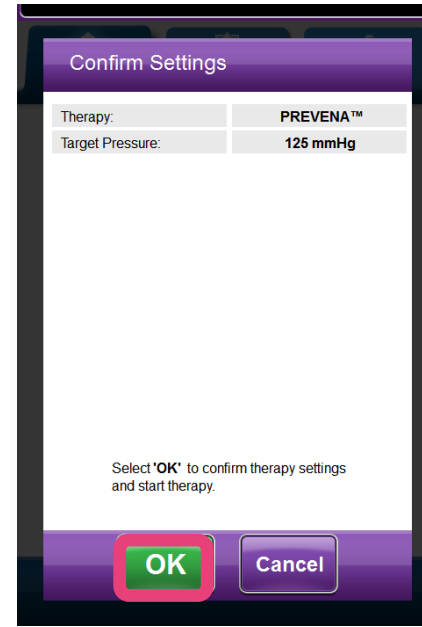 Confirm Settings
Therapy: PREVENA™
Target Pressure: 125 mmHg
Select 'OK' to confirm therapy settings
and start therapy.
OK Cancel